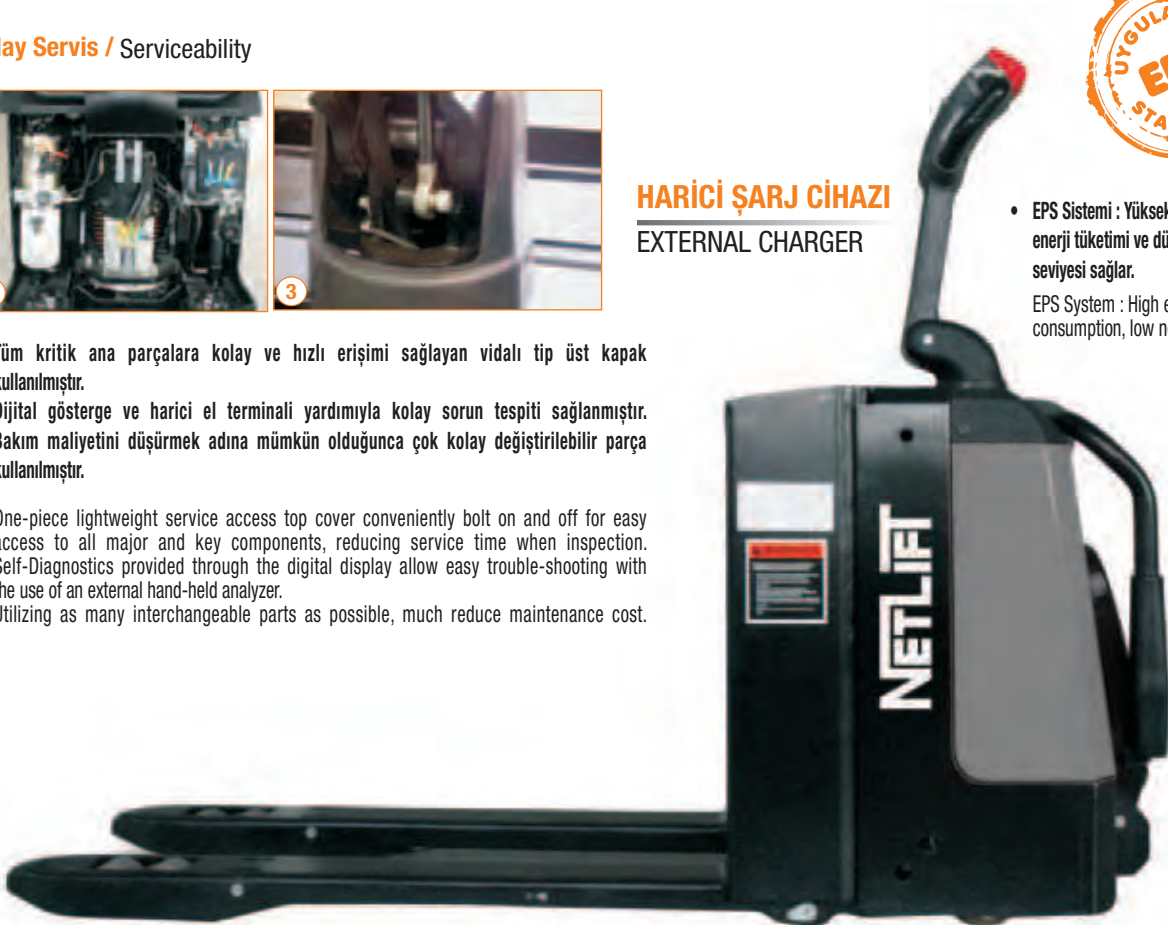 lay Servis / Serviceability
3
HARİCİ ŞARJ CİHAZI
EXTERNAL CHARGER
UYGULA
STA
• EPS Sistemi : Yüksek
enerji tüketimi ve dü
seviyesi sağlar.
EPS System : High e
consumption, low n
üm kritik ana parçalara kolay ve hızlı erişimi sağlayan vidalı tip üst kapak
kullanılmıştır.
Dijital gösterge ve harici el terminali yardımıyla kolay sorun tespiti sağlanmıştır.
Bakım maliyetini düşürmek adına mümkün olduğunca çok kolay değiştirilebilir parça
kullanılmıştır.
One-piece lightweight service access top cover conveniently bolt on and off for easy
access to all major and key components, reducing service time when inspection.
Self-Diagnostics provided through the digital display allow easy trouble-shooting with
the use of an external hand-held analyzer.
Utilizing as many interchangeable parts as possible, much reduce maintenance cost.
NETLİFT